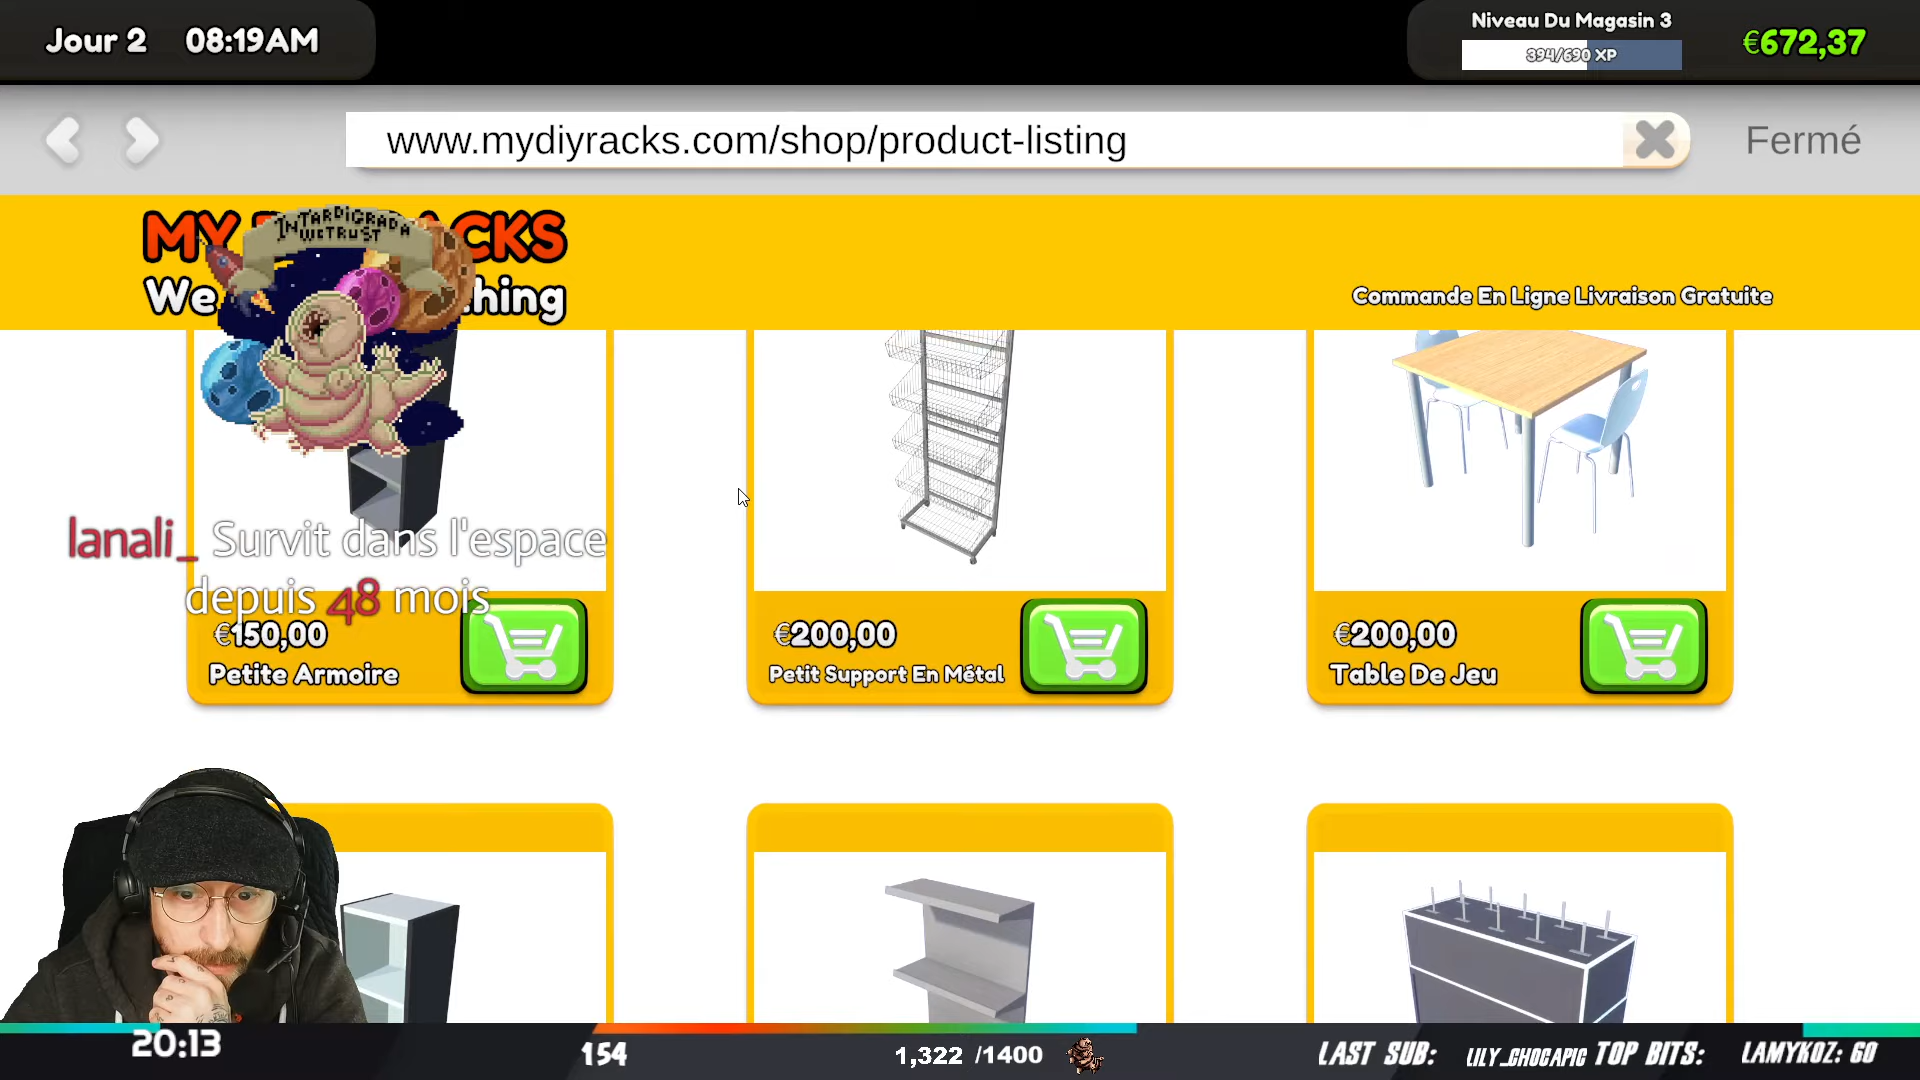 Jour 2 08:19AM
Niveau Du Magasin 3
394/690 XP
€672,37
www.mydiyracks.com/shop/product-listing
Fermé
MY CKS
We hing
INTARDIGRADA
WETRUST
Commande En Ligne Livraison Gratuite
lanali_ Survit dans l'espace
depuis 48 mois
€150,00
Petite Armoire
€200,00
Petit Support En Métal
€200,00
Table De Jeu
20:13
154
1,322 /1400
LAST SUB: LILY_CHOCAPIC TOP BITS: LAMYKOZ: 60